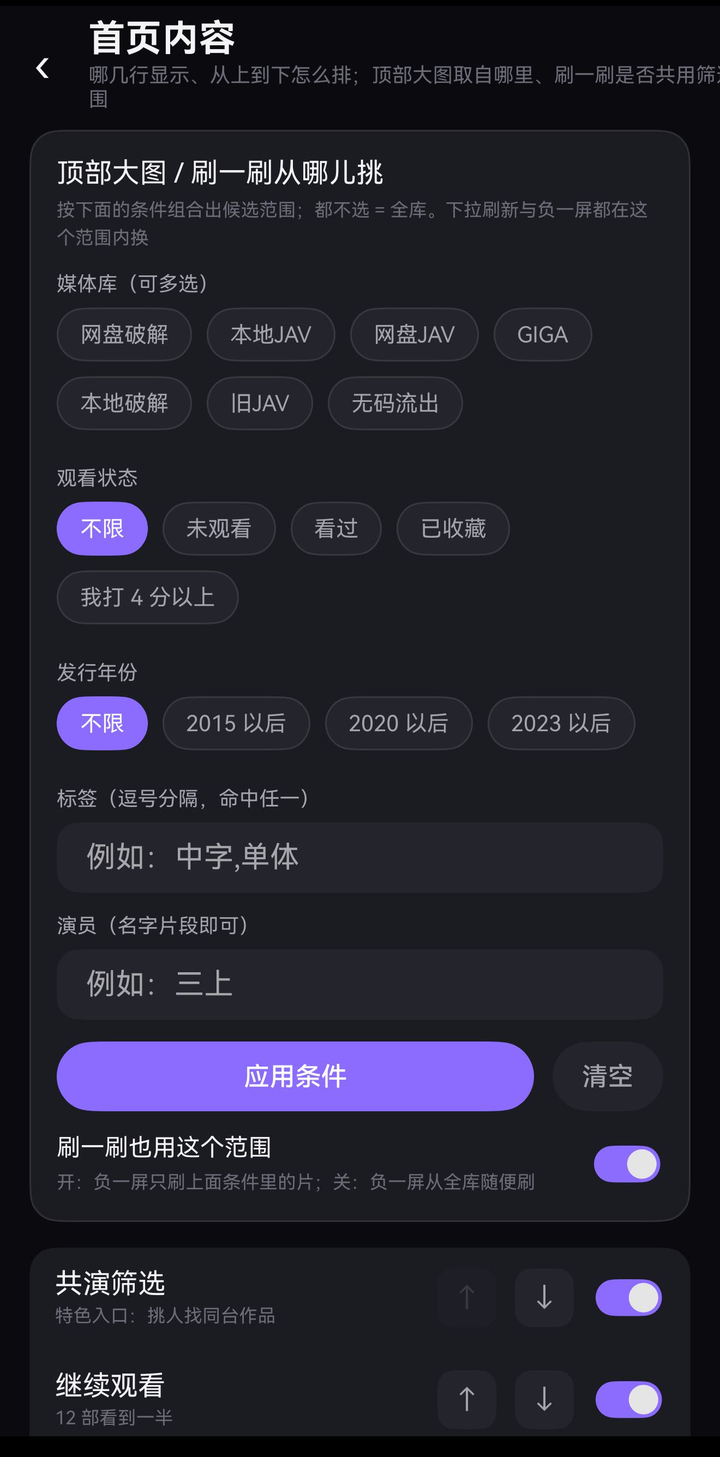 首页内容
哪几行显示、从上到下怎么排；顶部大图取自哪里、刷一刷是否共用筛
围
顶部大图 / 刷一刷从哪儿挑
按下面的条件组合出候选范围；都不选 = 全库。下拉刷新与负一屏都在这
个范围内换
媒体库（可多选）
网盘破解 本地JAV 网盘JAV GIGA
本地破解 旧JAV 无码流出
观看状态
不限 未观看 看过 已收藏
我打 4 分以上
发行年份
不限 2015 以后 2020 以后 2023 以后
标签（逗号分隔，命中任一）
例如：中字,单体
演员（名字片段即可）
例如：三上
应用条件 清空
刷一刷也用这个范围
开：负一屏只刷上面条件里的片；关：负一屏从全库随便刷
共演筛选
特色入口：挑人找同台作品
继续观看
12 部看到一半